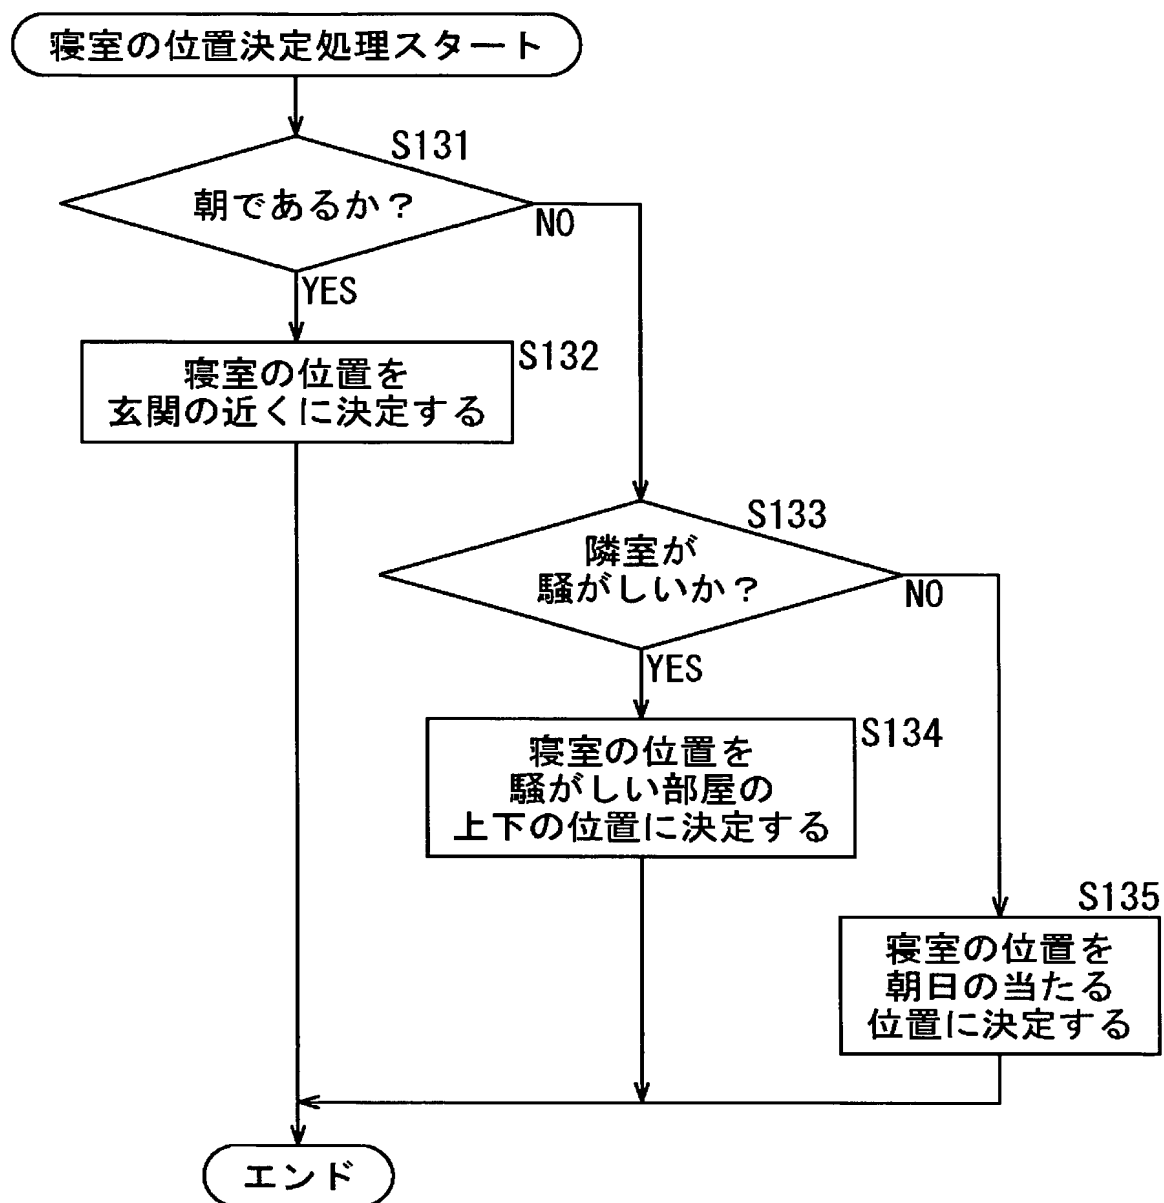 寝室の位置決定処理スタート
S131
朝であるか?
NO
YES
S132
寝室の位置を
玄関の近くに決定する
S133
隣室が
騒がしいか?
NO
YES
S134
寝室の位置を
騒がしい部屋の
上下の位置に決定する
S135
寝室の位置を
朝日の当たる
位置に決定する
エンド